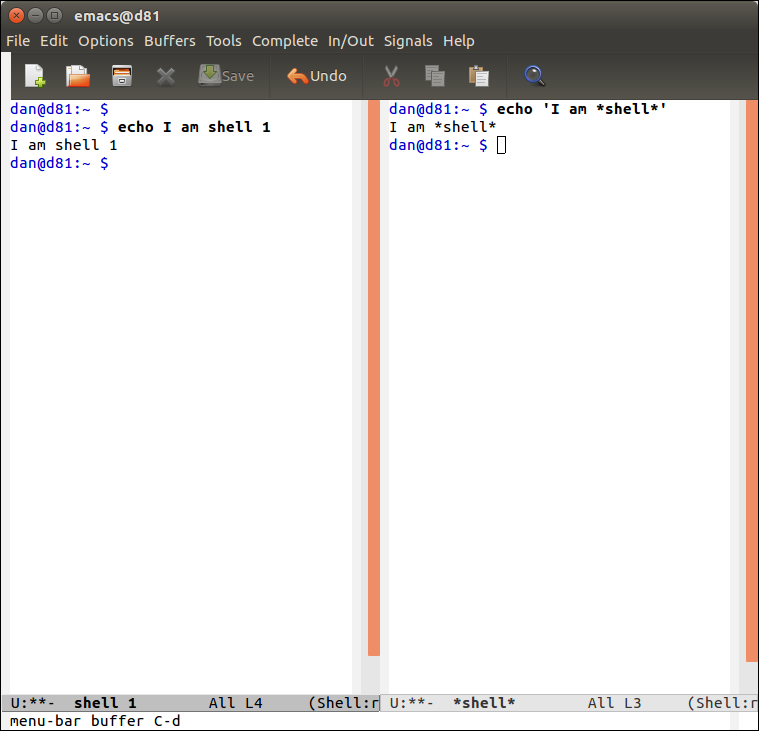 emacs@d81
File Edit Options Buffers Tools Complete In/Out Signals Help
Save Undo
dan@d81:~ $
dan@d81:~ $ echo I am shell 1
I am shell 1
dan@d81:~ $
dan@d81:~ $ echo 'I am *shell*'
I am *shell*
dan@d81:~ $
U:**- shell 1 All L4 (Shell:r
U:**- *shell* All L3 (Shell:r
menu-bar buffer C-d